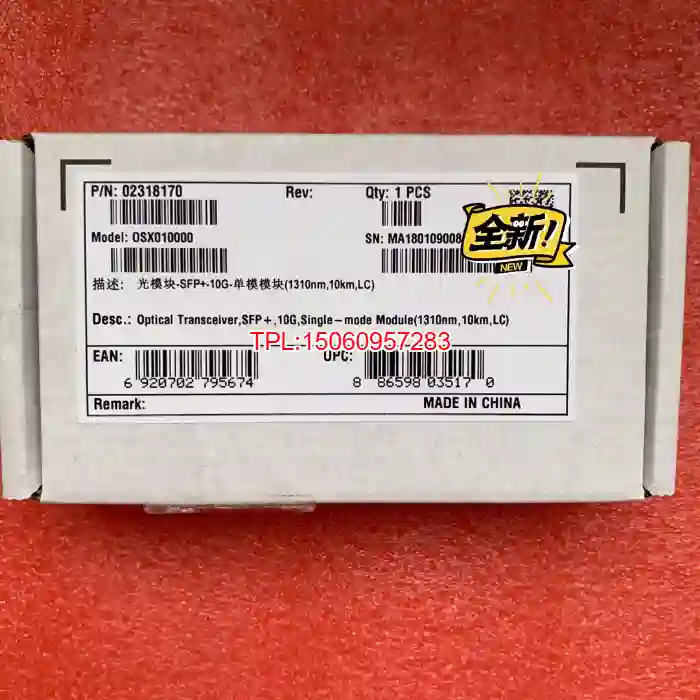 P/N: 02318170 Rev: Qty: 1 PCS
Model: OSX010000 SN: MA180109008
全新!
NEW
描述: 光模块-SFP+-10G-单模模块(1310nm,10km,LC)
Desc.: Optical Transceiver,SFP+,10G,Single-mode Module(1310nm,10km,LC)
TPL:15060957283
EAN: UPC:
6 920702 795674 8 86598 03517 0
Remark: MADE IN CHINA